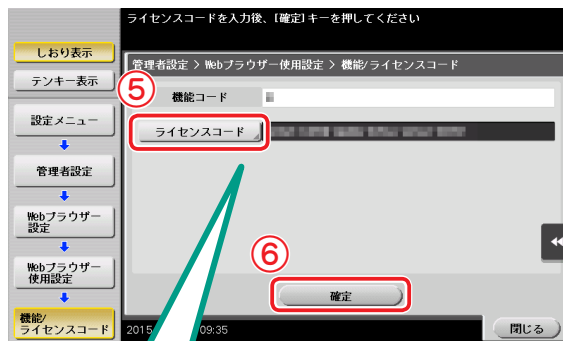 ライセンスコードを入力後、[確定]キーを押してください
しおり表示
テンキー表示
設定メニュー
管理者設定
Webブラウザー
設定
Webブラウザー
使用設定
機能/
ライセンスコード
管理者設定 > Webブラウザー使用設定 > 機能/ライセンスコード
⑤
機能コード
ライセンスコード
⑥
確定
2015
09:35
閉じる